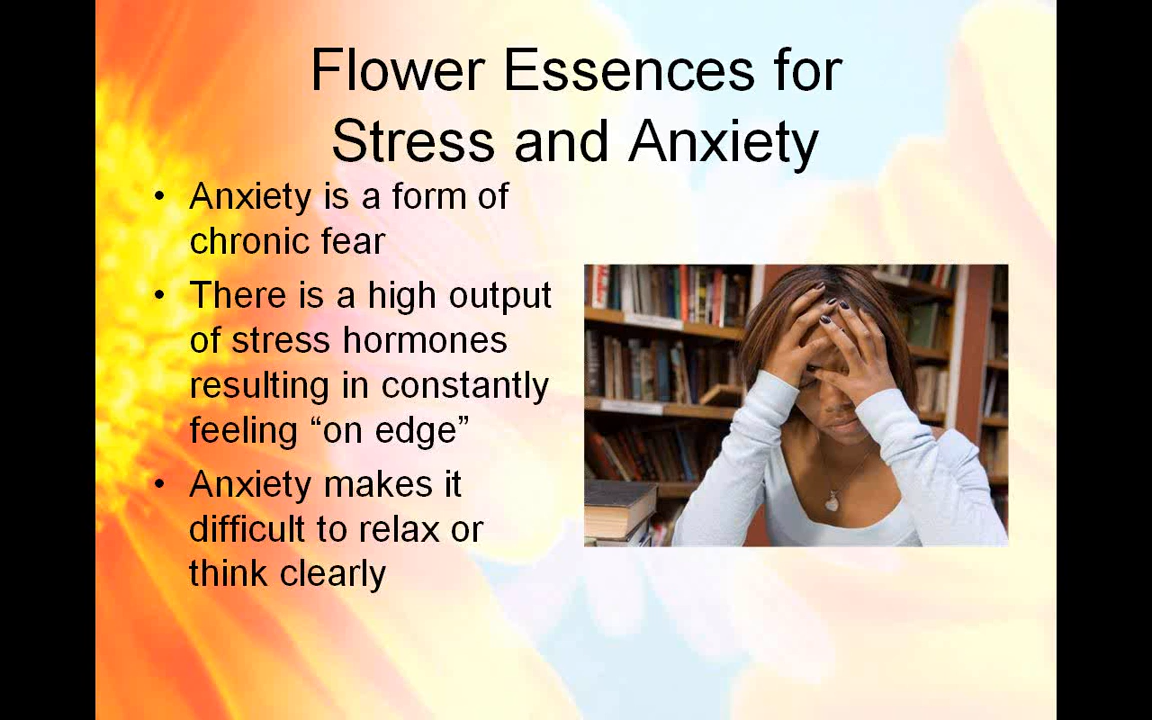 Flower Essences for
Stress and Anxiety
• Anxiety is a form of
chronic fear
• There is a high output
of stress hormones
resulting in constantly
feeling “on edge”
• Anxiety makes it
difficult to relax or
think clearly